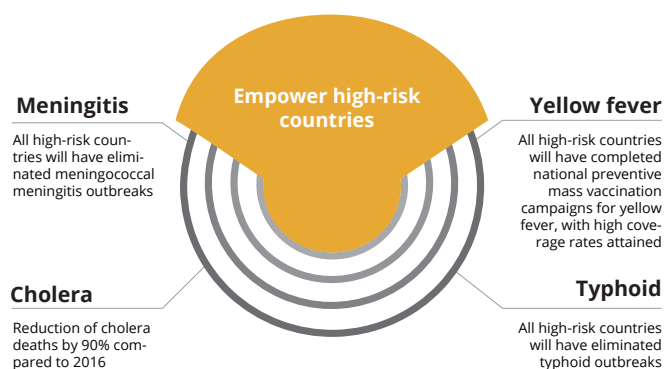 Empower high-risk
countries
Meningitis
All high-risk coun-
tries will have elimi-
nated meningococcal
meningitis outbreaks
Yellow fever
All high-risk countries
will have completed
national preventive
mass vaccination
campaigns for yellow
fever, with high cove-
rage rates attained
Cholera
Reduction of cholera
deaths by 90% com-
pared to 2016
Typhoid
All high-risk countries
will have eliminated
typhoid outbreaks